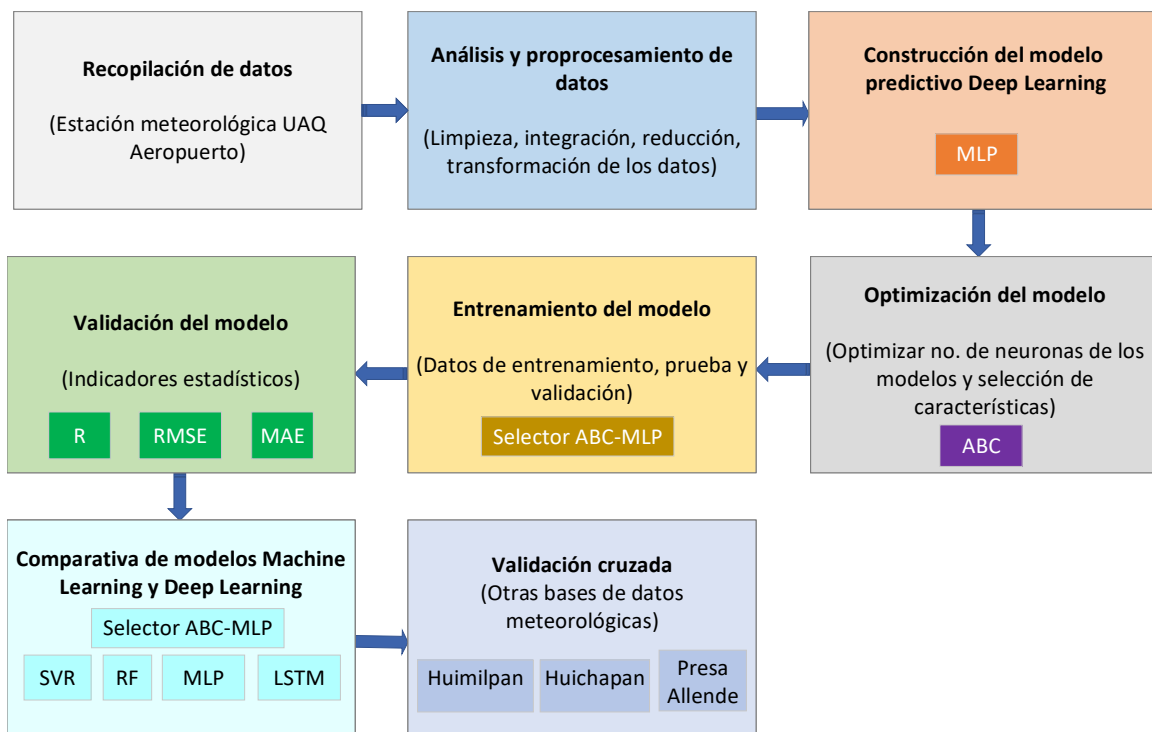 Recopilación de datos
(Estación meteorológica UAQ
Aeropuerto)
Análisis y proprocesamiento de
datos
(Limpieza, integración, reducción,
transformación de los datos)
Construcción del modelo
predictivo Deep Learning
MLP
Optimización del modelo
(Optimizar no. de neuronas de los
modelos y selección de
características)
ABC
Entrenamiento del modelo
(Datos de entrenamiento, prueba y
validación)
Selector ABC-MLP
Validación del modelo
(Indicadores estadísticos)
R
RMSE
MAE
Comparativa de modelos Machine
Learning y Deep Learning
Selector ABC-MLP
SVR
RF
MLP
LSTM
Validación cruzada
(Otras bases de datos
meteorológicas)
Huimilpan
Huichapan
Presa
Allende